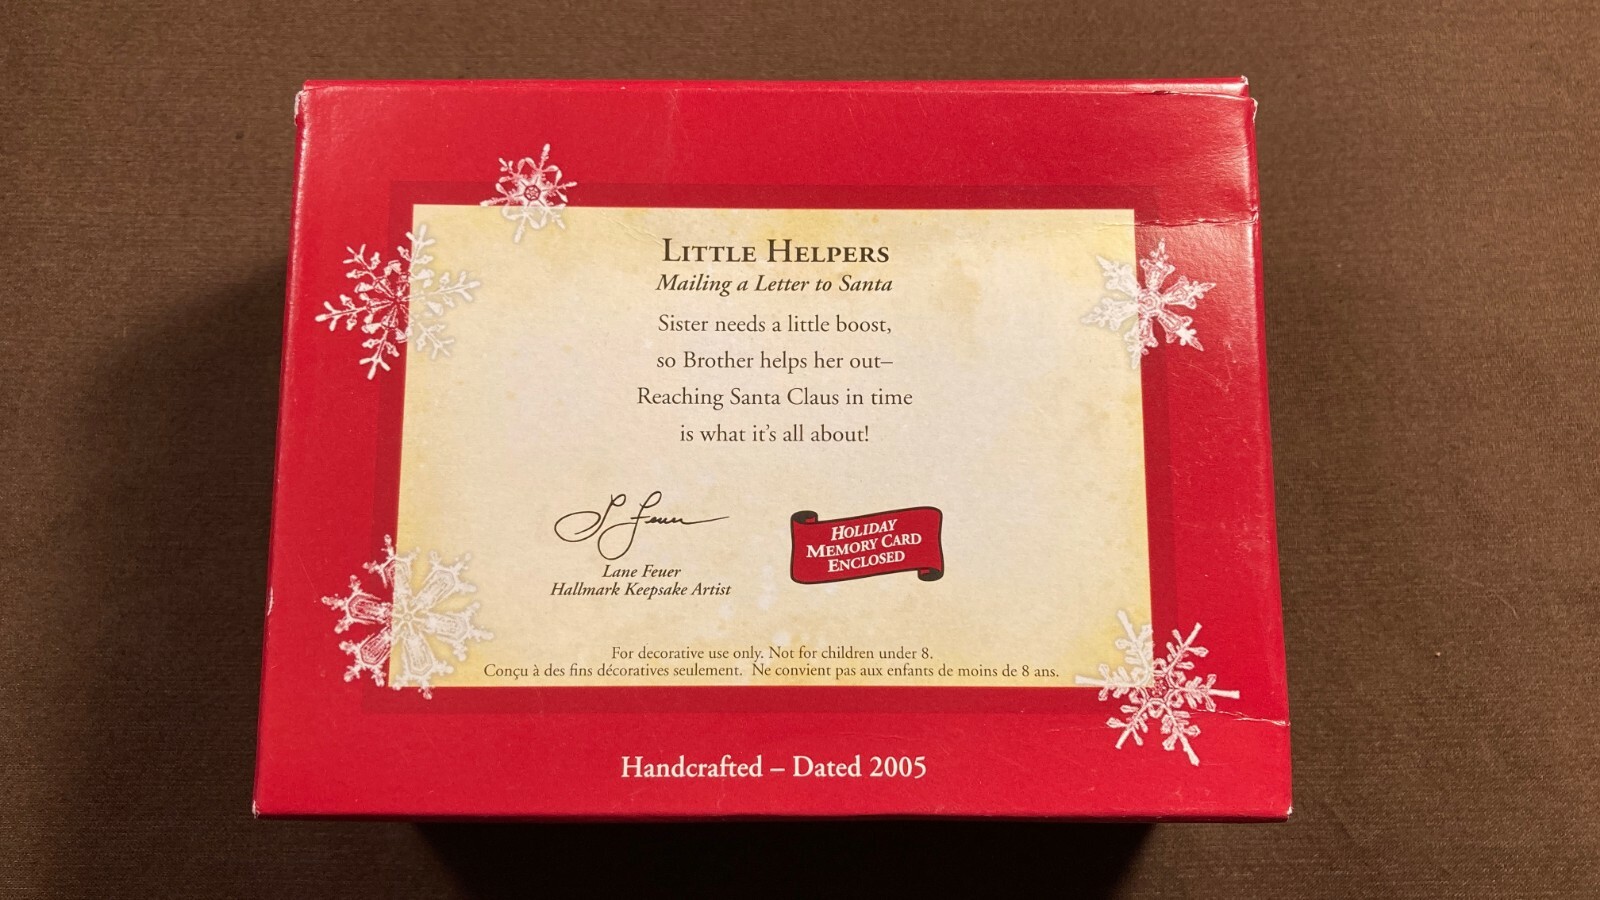 Little Helpers
Mailing a Letter to Santa
Sister needs a little boost,
so Brother helps her out–
Reaching Santa Claus in time
is what it's all about!
L Feuer
Lane Feuer
Hallmark Keepsake Artist
Holiday
Memory Card
Enclosed
For decorative use only. Not for children under 8.
Conçu à des fins décoratives seulement. Ne convient pas aux enfants de moins de 8 ans.
Handcrafted – Dated 2005